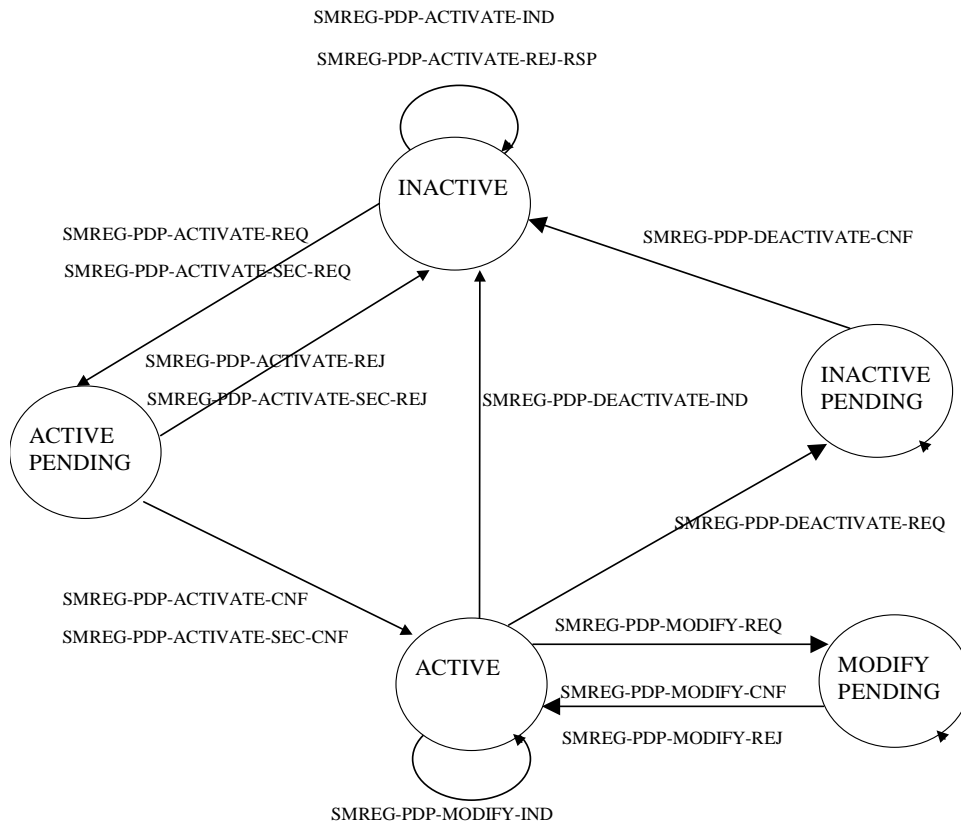 SMREG-PDP-ACTIVATE-IND
SMREG-PDP-ACTIVATE-REJ-RSP
INACTIVE
SMREG-PDP-ACTIVATE-REQ
SMREG-PDP-ACTIVATE-SEC-REQ
SMREG-PDP-DEACTIVATE-CNF
SMREG-PDP-ACTIVATE-REJ
SMREG-PDP-ACTIVATE-SEC-REJ
SMREG-PDP-DEACTIVATE-IND
INACTIVE
PENDING
ACTIVE
PENDING
SMREG-PDP-DEACTIVATE-REQ
SMREG-PDP-ACTIVATE-CNF
SMREG-PDP-ACTIVATE-SEC-CNF
SMREG-PDP-MODIFY-REQ
ACTIVE
MODIFY
PENDING
SMREG-PDP-MODIFY-CNF
SMREG-PDP-MODIFY-REJ
SMREG-PDP-MODIFY-IND